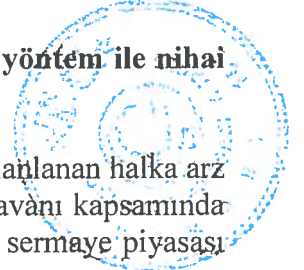 yöntem ile nihai
anlanan halka arz
avanı kapsamında
sermaye piyasası